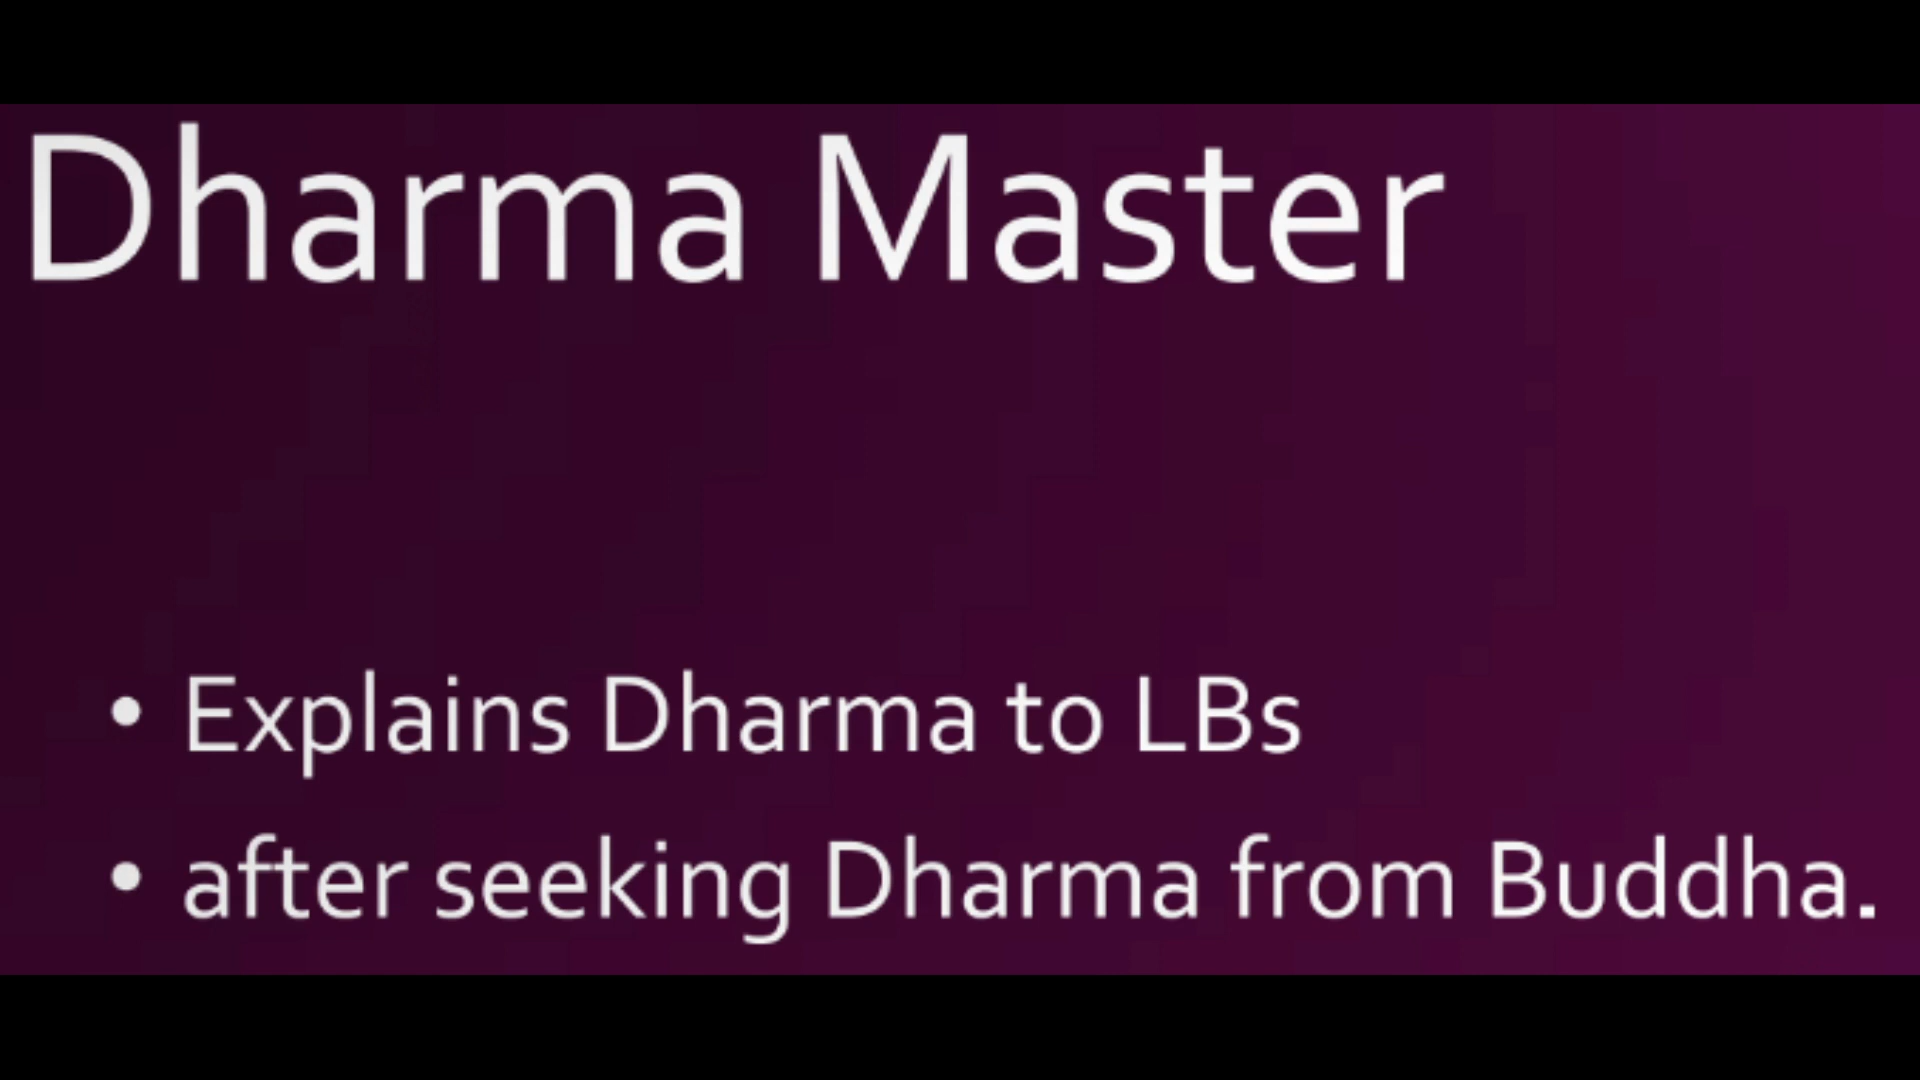 Dharma Master
• Explains Dharma to LBs
• after seeking Dharma from Buddha.